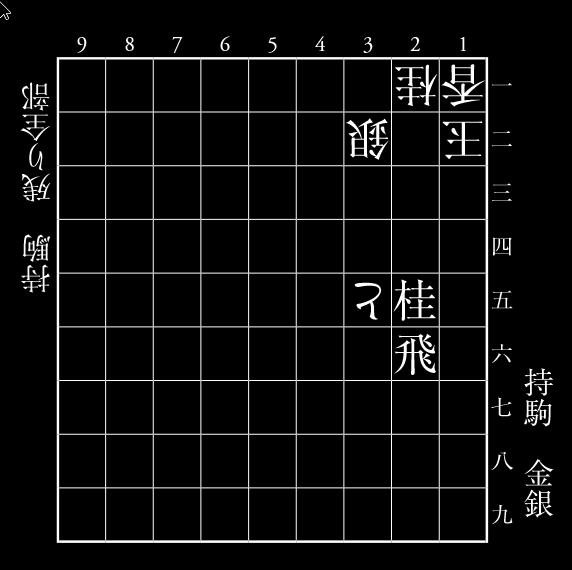 9 8 7 6 5 4 3 2 1
桂 香 一
銀 玉 二
三
四
と 桂 五
飛 六
七
八
九
持駒 残り全部
持駒 金銀